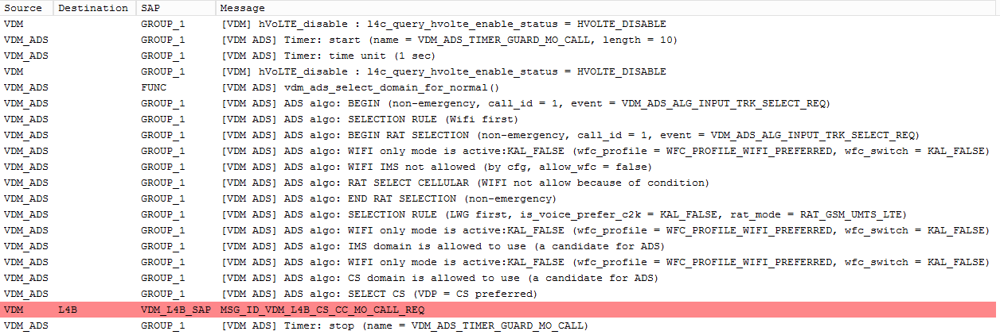 Source Destination SAP Message
VDM GROUP_1 [VDM] hVoLTE_disable : l4c_query_hvolte_enable_status = HVOLTE_DISABLE
VDM_ADS GROUP_1 [VDM ADS] Timer: start (name = VDM_ADS_TIMER_GUARD_MO_CALL, length = 10)
VDM_ADS GROUP_1 [VDM ADS] Timer: time unit (1 sec)
VDM GROUP_1 [VDM] hVoLTE_disable : l4c_query_hvolte_enable_status = HVOLTE_DISABLE
VDM_ADS FUNC [VDM ADS] vdm_ads_select_domain_for_normal()
VDM_ADS GROUP_1 [VDM ADS] ADS algo: BEGIN (non-emergency, call_id = 1, event = VDM_ADS_ALG_INPUT_TRK_SELECT_REQ)
VDM_ADS GROUP_1 [VDM ADS] ADS algo: SELECTION RULE (Wifi first)
VDM_ADS GROUP_1 [VDM ADS] ADS algo: BEGIN RAT SELECTION (non-emergency, call_id = 1, event = VDM_ADS_ALG_INPUT_TRK_SELECT_REQ)
VDM_ADS GROUP_1 [VDM ADS] ADS algo: WIFI only mode is active:KAL_FALSE (wfc_profile = WFC_PROFILE_WIFI_PREFERRED, wfc_switch = KAL_FALSE)
VDM_ADS GROUP_1 [VDM ADS] ADS algo: WIFI IMS not allowed (by cfg, allow_wfc = false)
VDM_ADS GROUP_1 [VDM ADS] ADS algo: RAT SELECT CELLULAR (WIFI not allow because of condition)
VDM_ADS GROUP_1 [VDM ADS] ADS algo: END RAT SELECTION (non-emergency)
VDM_ADS GROUP_1 [VDM ADS] ADS algo: SELECTION RULE (LWG first, is_voice_prefer_c2k = KAL_FALSE, rat_mode = RAT_GSM_UMTS_LTE)
VDM_ADS GROUP_1 [VDM ADS] ADS algo: WIFI only mode is active:KAL_FALSE (wfc_profile = WFC_PROFILE_WIFI_PREFERRED, wfc_switch = KAL_FALSE)
VDM_ADS GROUP_1 [VDM ADS] ADS algo: IMS domain is allowed to use (a candidate for ADS)
VDM_ADS GROUP_1 [VDM ADS] ADS algo: WIFI only mode is active:KAL_FALSE (wfc_profile = WFC_PROFILE_WIFI_PREFERRED, wfc_switch = KAL_FALSE)
VDM_ADS GROUP_1 [VDM ADS] ADS algo: CS domain is allowed to use (a candidate for ADS)
VDM_ADS GROUP_1 [VDM ADS] ADS algo: SELECT CS (VDP = CS preferred)
VDM L4B VDM_L4B_SAP MSG_ID_VDM_L4B_CS_CC_MO_CALL_REQ
VDM_ADS GROUP_1 [VDM ADS] Timer: stop (name = VDM_ADS_TIMER_GUARD_MO_CALL)